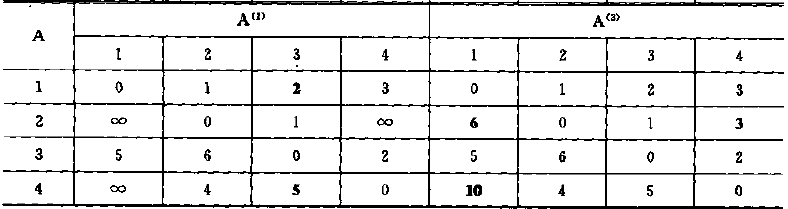 A A⁽²⁾ A⁽³⁾
1 2 3 4 1 2 3 4
1 0 1 2 3 0 1 2 3
2 ∞ 0 1 ∞ 6 0 1 3
3 5 6 0 2 5 6 0 2
4 ∞ 4 5 0 10 4 5 0